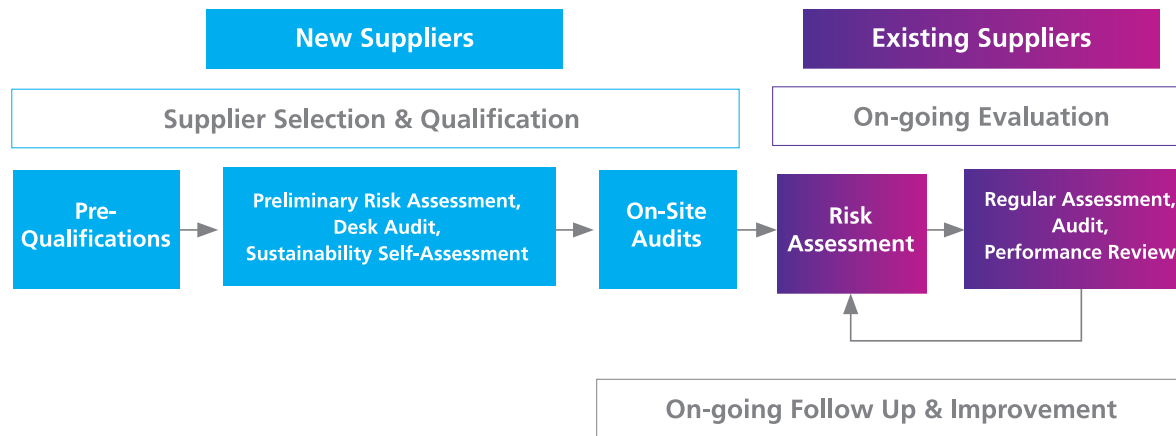 New Suppliers
Existing Suppliers
Supplier Selection & Qualification
On-going Evaluation
Pre-
Qualifications
Preliminary Risk Assessment,
Desk Audit,
Sustainability Self-Assessment
On-Site
Audits
Risk
Assessment
Regular Assessment,
Audit,
Performance Review
On-going Follow Up & Improvement